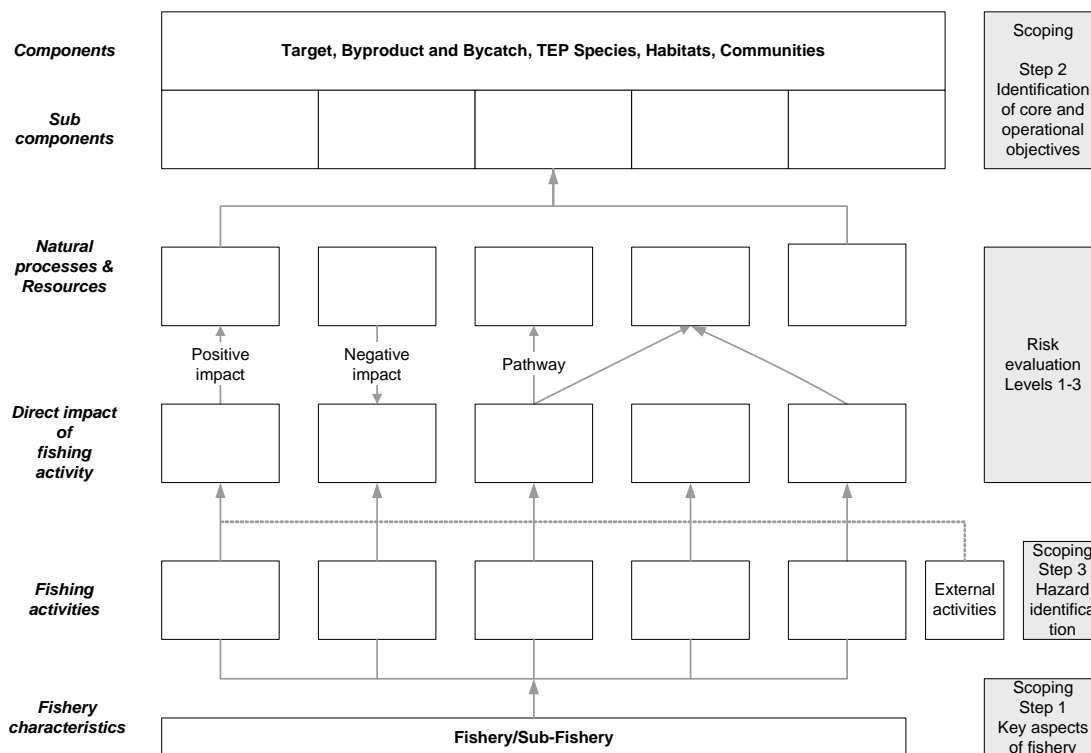 Components
Target, Byproduct and Bycatch, TEP Species, Habitats, Communities
Scoping
Step 2
Identification
of core and
operational
objectives
Sub
components
Natural
processes &
Resources
Positive
impact
Negative
impact
Pathway
Risk
evaluation
Levels 1-3
Direct impact
of
fishing
activity
Fishing
activities
External
activities
Scoping
Step 3
Hazard
identifica
tion
Fishery
characteristics
Fishery/Sub-Fishery
Scoping
Step 1
Key aspects
of fishery